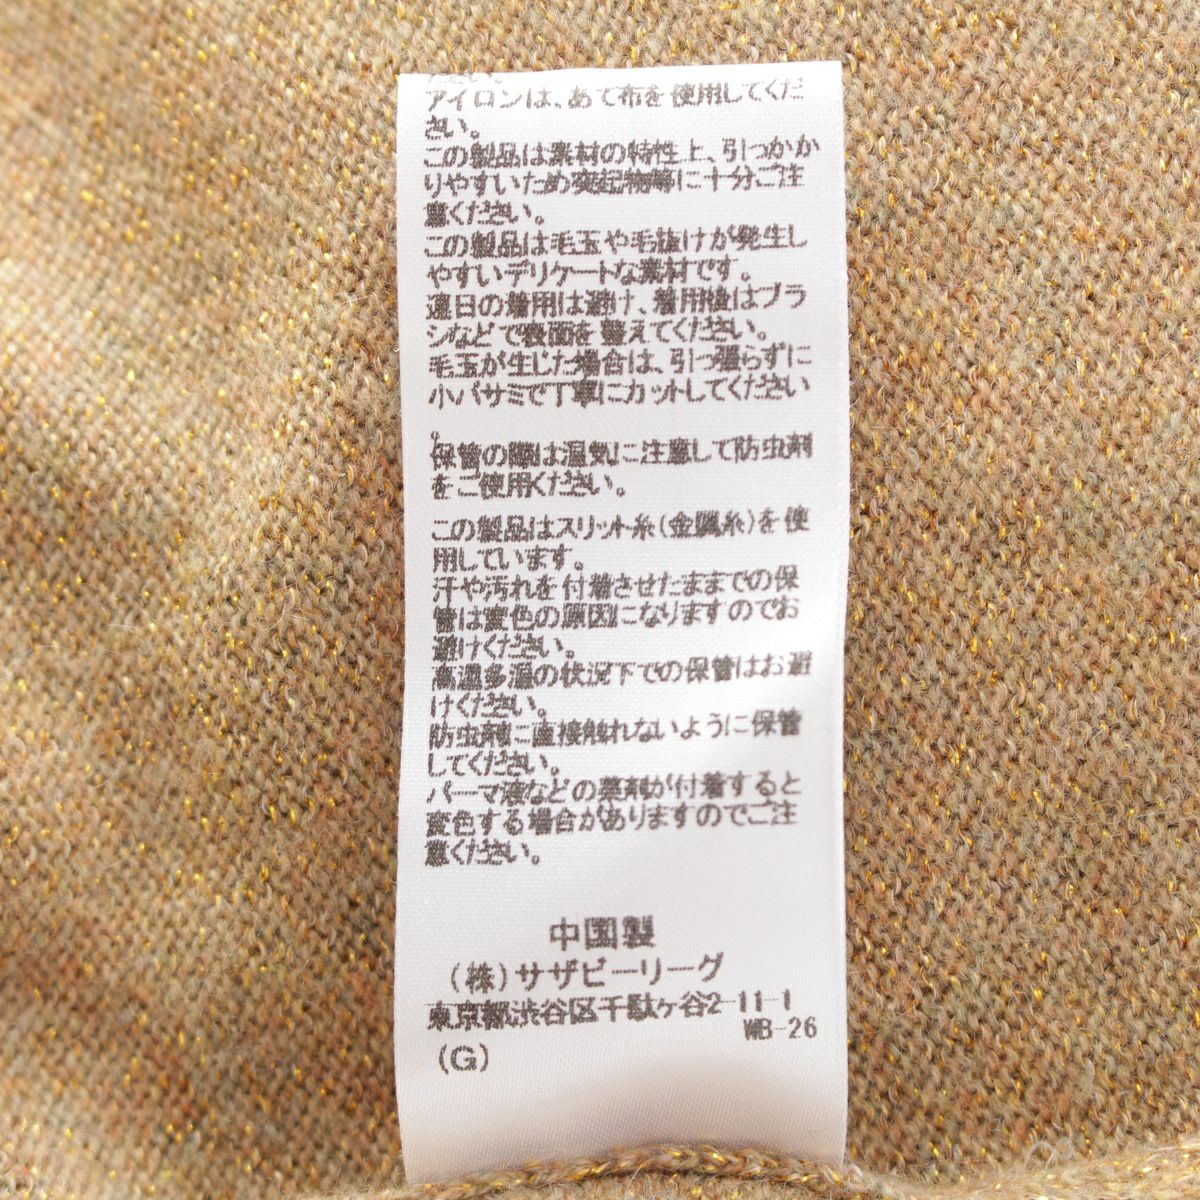 ださい。
アイロンは、あて布を使用してくだ
さい。
この製品は素材の特性上、引っかか
りやすいため突起物等に十分ご注
意ください。
この製品は毛玉や毛抜けが発生し
やすいデリケートな素材です。
連日の着用は避け、着用後はブラ
シなどで表面を整えてください。
毛玉が生じた場合は、引っ張らずに
小バサミで丁寧にカットしてください
。
保管の際は湿気に注意して防虫剤
をご使用ください。
この製品はスリット糸(金属糸)を使
用しています。
汗や汚れを付着させたままでの保
管は変色の原因になりますのでお
避けください。
高温多湿の状況下での保管はお避
けください。
防虫剤に直接触れないように保管
してください。
パーマ液などの薬剤が付着すると
変色する場合がありますのでご注
意ください。
中国製
(株)サザビーリーグ
東京都渋谷区千駄ヶ谷2-11-1
WB-26
(G)